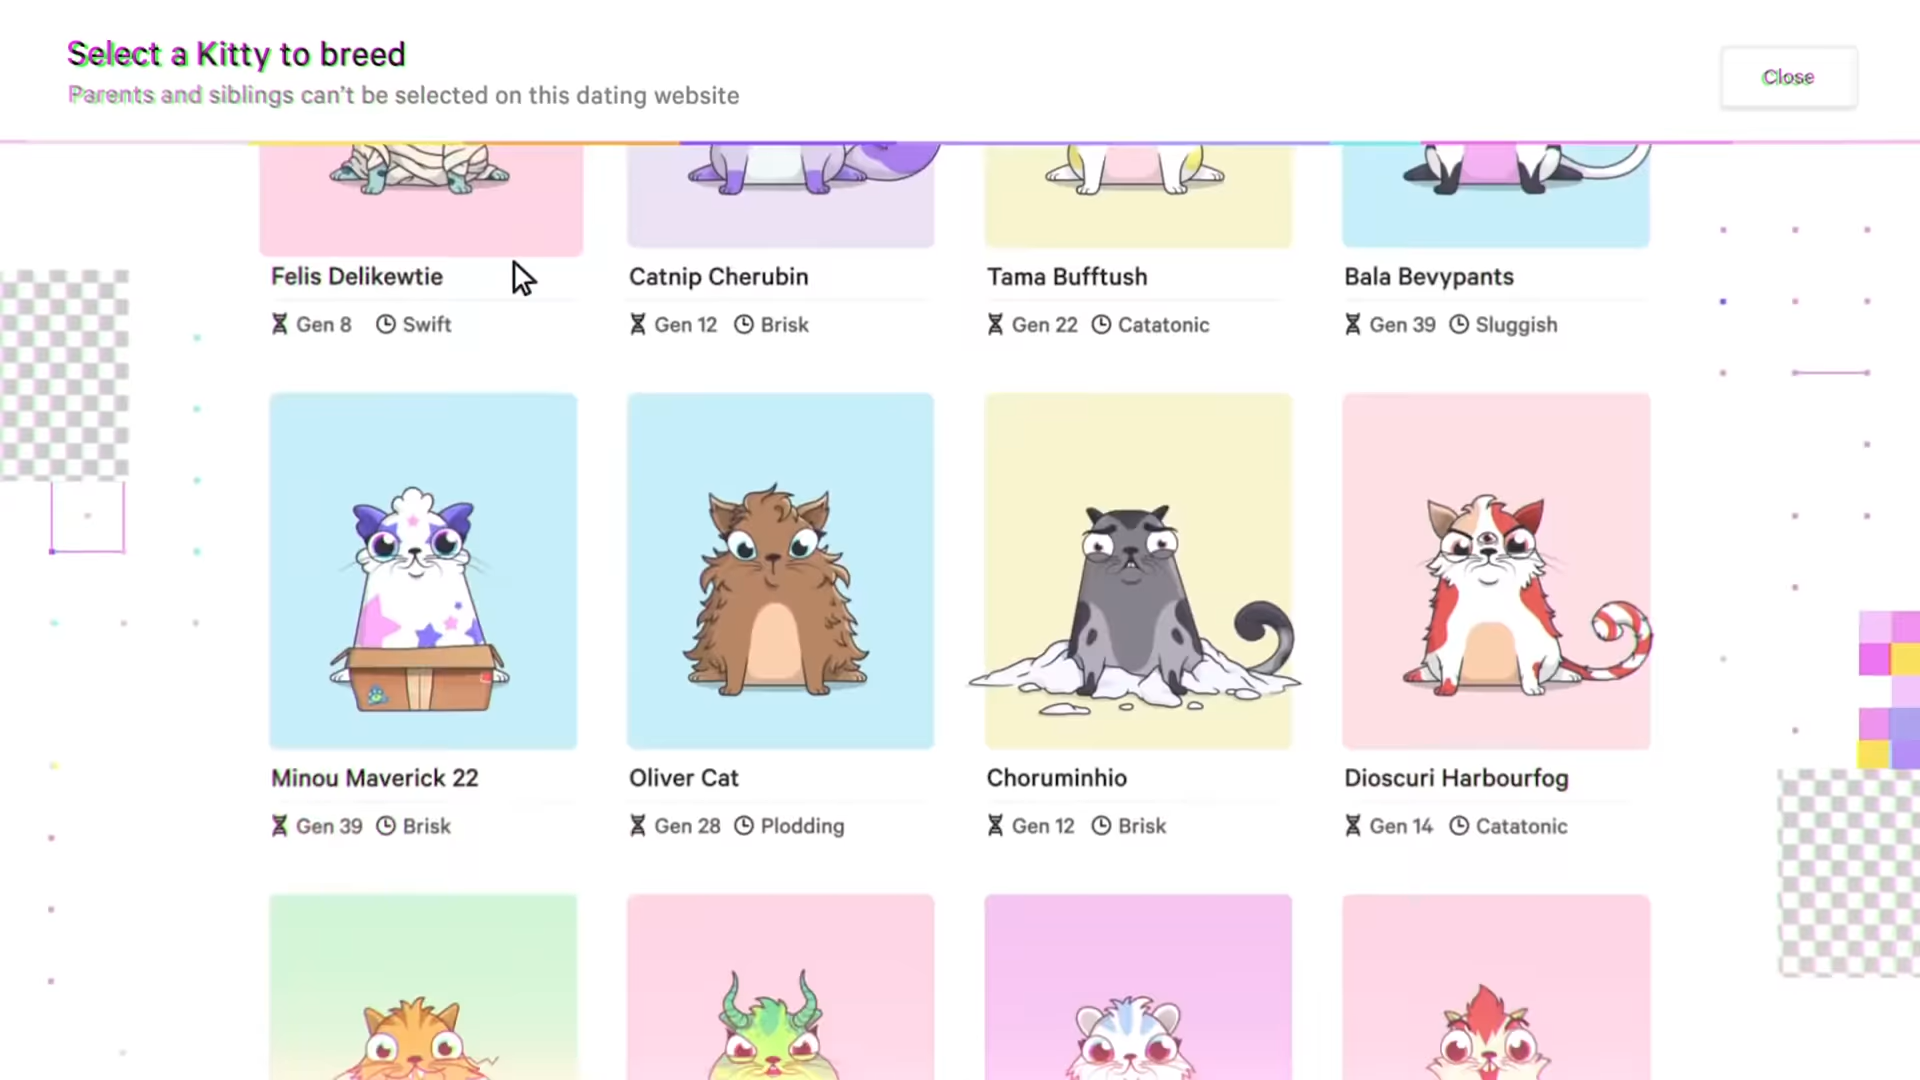 Select a Kitty to breed
Parents and siblings can't be selected on this dating website
Close
Felis Delikewtie
Gen 8 Swift
Catnip Cherubin
Gen 12 Brisk
Tama Bufftush
Gen 22 Catatonic
Bala Bevypants
Gen 39 Sluggish
Minou Maverick 22
Gen 39 Brisk
Oliver Cat
Gen 28 Plodding
Choruminhio
Gen 12 Brisk
Dioscuri Harbourfog
Gen 14 Catatonic